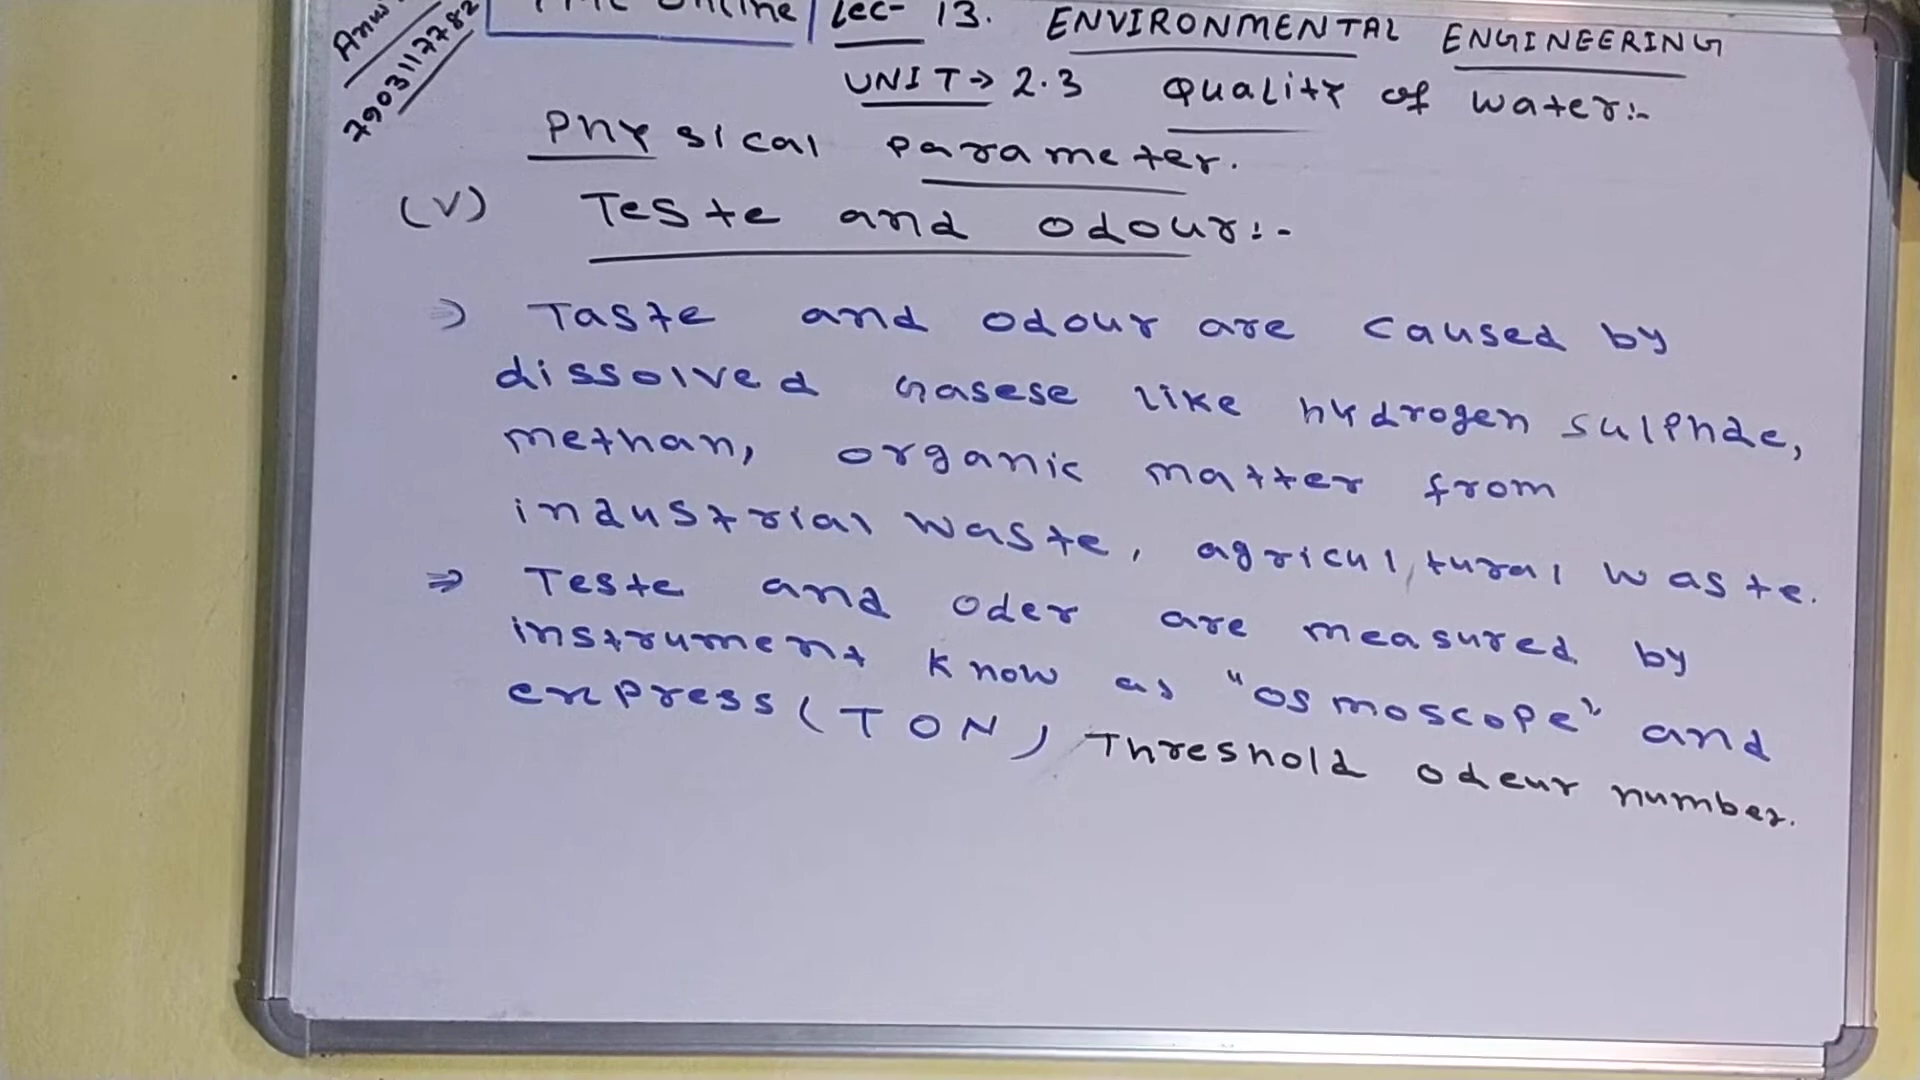 Online | Lec- 13. ENVIRONMENTAL ENGINEERING
7903117782
UNIT → 2.3 Quality of water:-
Physical parameter.
(V) Teste and odour:-
⇒ Taste and odour are caused by
dissolved Gasese like hydrogen sulphde,
methan, organic matter from
industrial waste, agricultural waste.
⇒ Teste and oder are measured by
instrument know as "osmoscope" and
express (TON) Threshold odeur number.